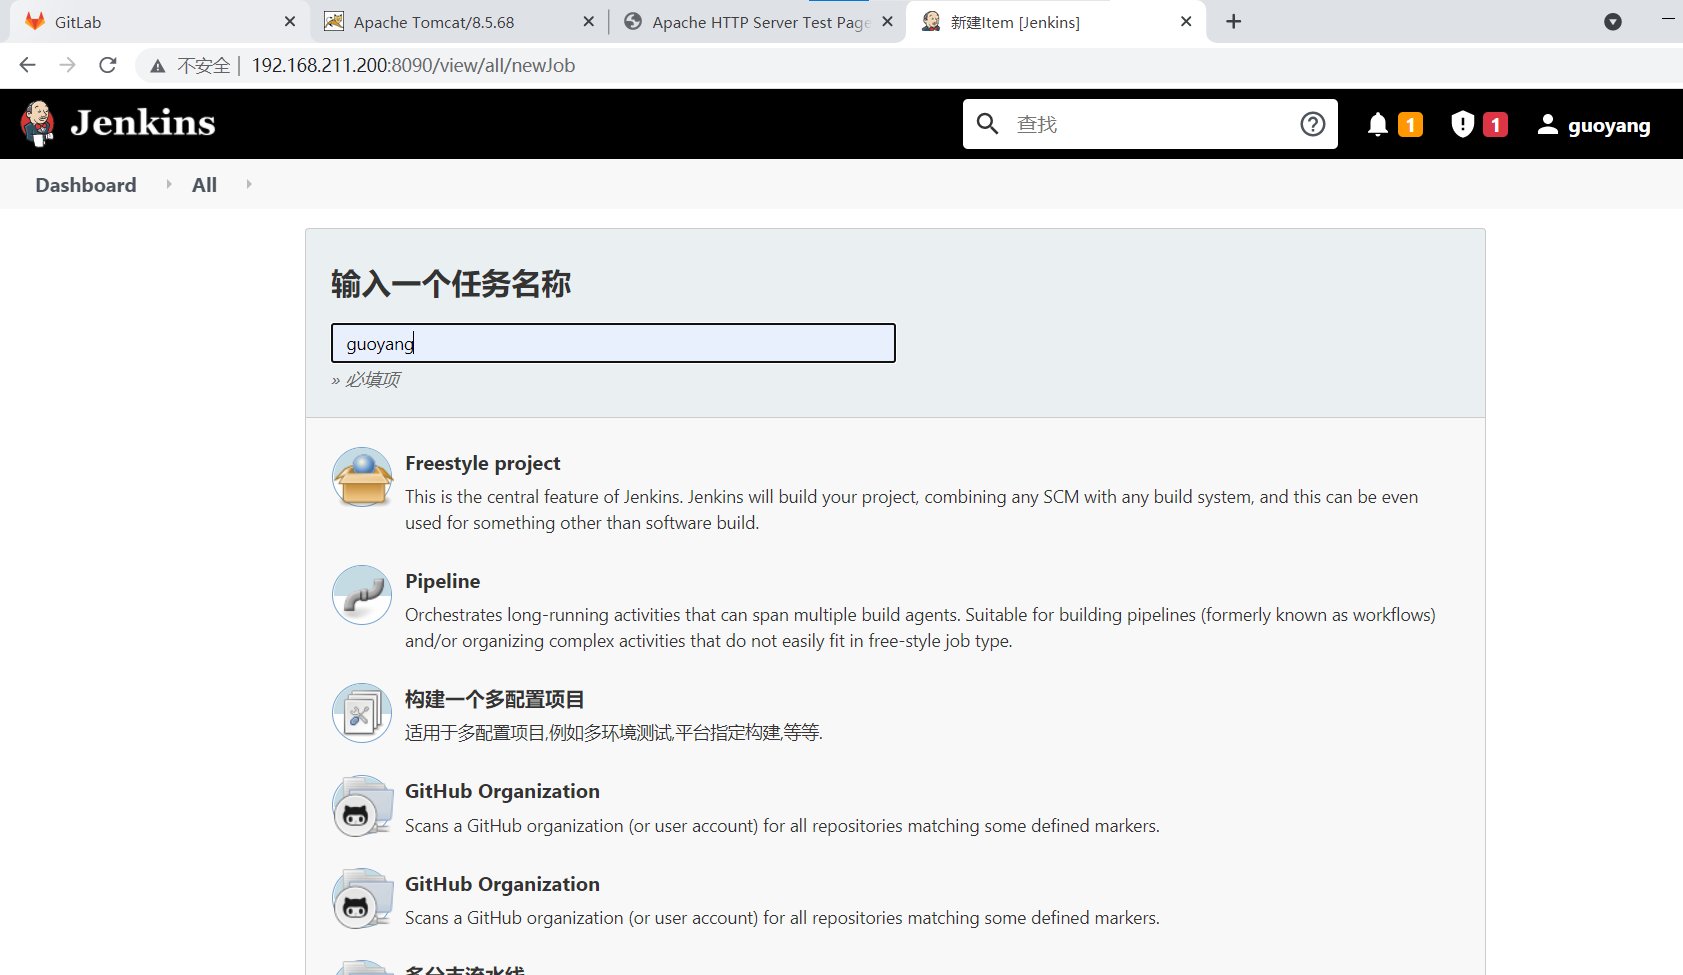 GitLab
Apache Tomcat/8.5.68
Apache HTTP Server Test Page
新建Item [Jenkins]
不安全 | 192.168.211.200:8090/view/all/newJob
Jenkins
查找
1
1
guoyang
Dashboard
All
输入一个任务名称
guoyang
» 必填项
Freestyle project
This is the central feature of Jenkins. Jenkins will build your project, combining any SCM with any build system, and this can be even
used for something other than software build.
Pipeline
Orchestrates long-running activities that can span multiple build agents. Suitable for building pipelines (formerly known as workflows)
and/or organizing complex activities that do not easily fit in free-style job type.
构建一个多配置项目
适用于多配置项目,例如多环境测试,平台指定构建,等等.
GitHub Organization
Scans a GitHub organization (or user account) for all repositories matching some defined markers.
GitHub Organization
Scans a GitHub organization (or user account) for all repositories matching some defined markers.
多分支流水线